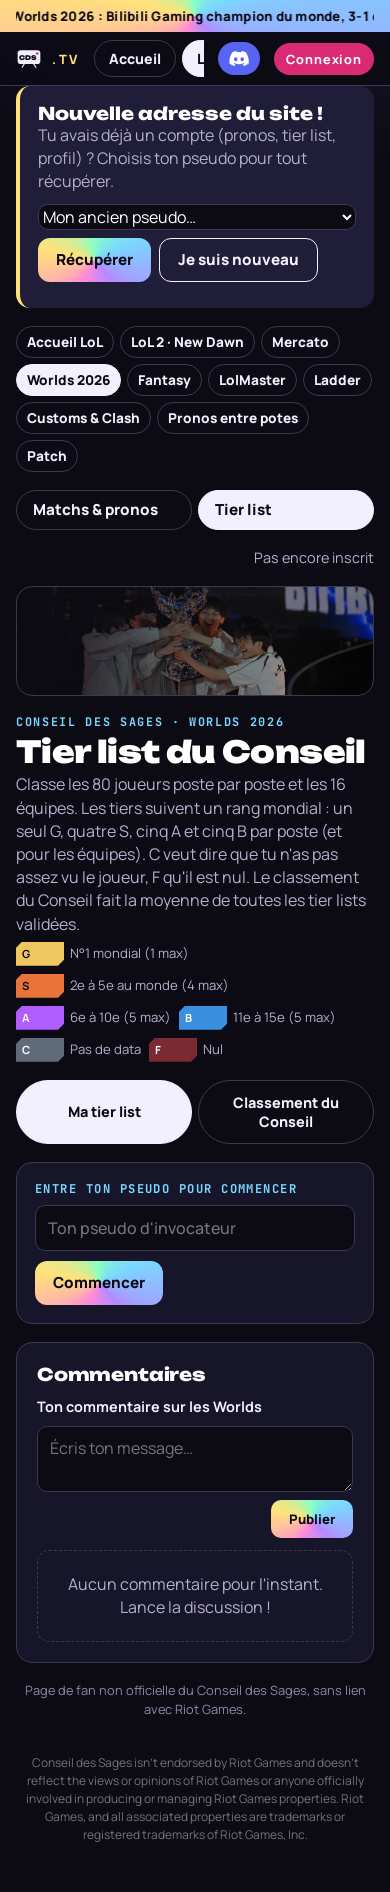 Worlds 2026 : Bilibili Gaming champion du monde, 3-1
cds .TV Accueil L Connexion
Nouvelle adresse du site !
Tu avais déjà un compte (pronos, tier list,
profil) ? Choisis ton pseudo pour tout
récupérer.
Mon ancien pseudo…
Récupérer Je suis nouveau
Accueil LoL LoL 2 · New Dawn Mercato
Worlds 2026 Fantasy LolMaster Ladder
Customs & Clash Pronos entre potes
Patch
Matchs & pronos Tier list
Pas encore inscrit
CONSEIL DES SAGES · WORLDS 2026
Tier list du Conseil
Classe les 80 joueurs poste par poste et les 16
équipes. Les tiers suivent un rang mondial : un
seul G, quatre S, cinq A et cinq B par poste (et
pour les équipes). C veut dire que tu n'as pas
assez vu le joueur, F qu'il est nul. Le classement
du Conseil fait la moyenne de toutes les tier lists
validées.
G N°1 mondial (1 max)
S 2e à 5e au monde (4 max)
A 6e à 10e (5 max) B 11e à 15e (5 max)
C Pas de data F Nul
Ma tier list Classement du
Conseil
ENTRE TON PSEUDO POUR COMMENCER
Ton pseudo d'invocateur
Commencer
Commentaires
Ton commentaire sur les Worlds
Écris ton message…
Publier
Aucun commentaire pour l'instant.
Lance la discussion !
Page de fan non officielle du Conseil des Sages, sans lien
avec Riot Games.
Conseil des Sages isn't endorsed by Riot Games and doesn't
reflect the views or opinions of Riot Games or anyone officially
involved in producing or managing Riot Games properties. Riot
Games, and all associated properties are trademarks or
registered trademarks of Riot Games, Inc.